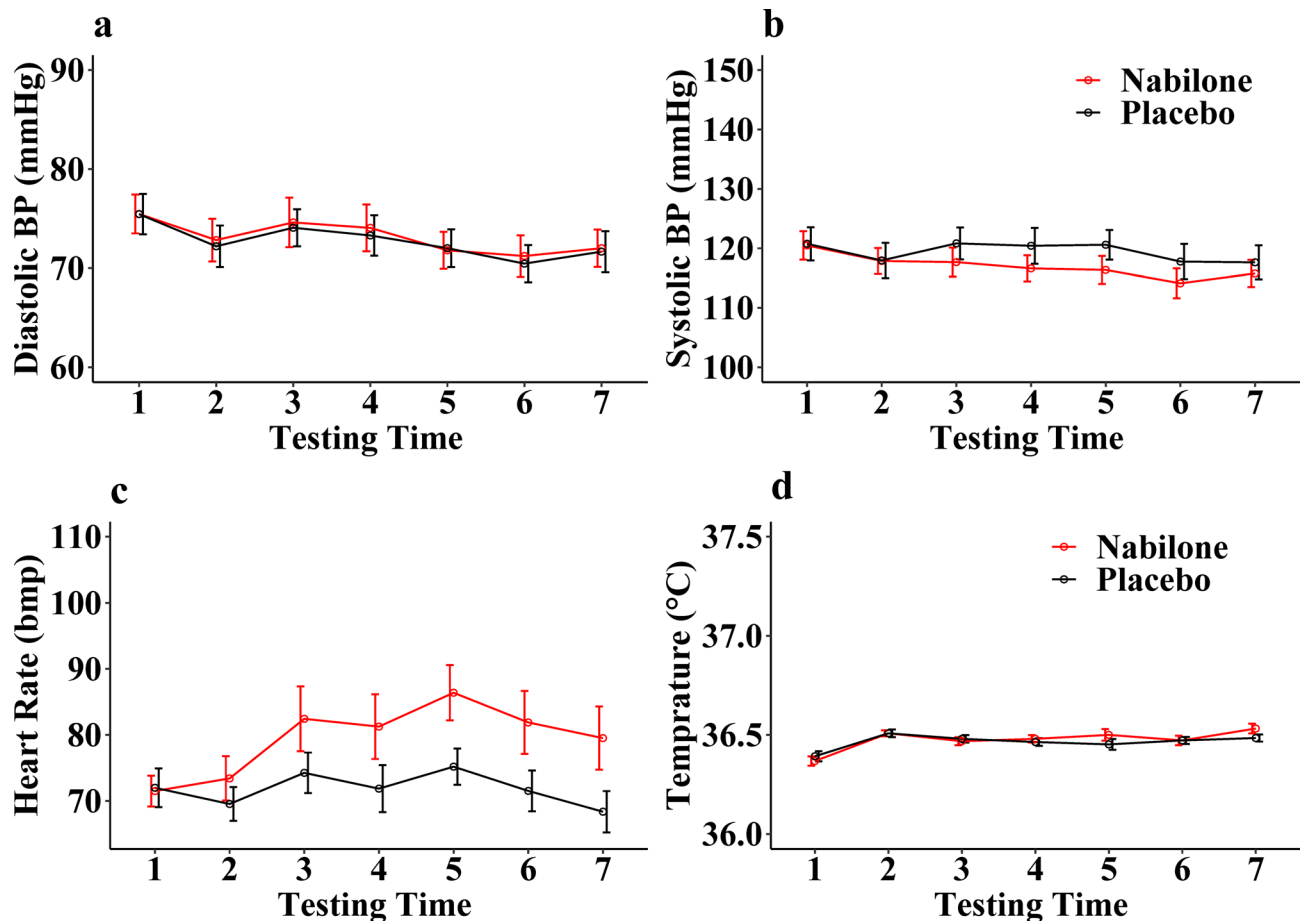 a
Diastolic BP (mmHg)
90
80
70
60
1 2 3 4 5 6 7
Testing Time
b
Systolic BP (mmHg)
150
140
130
120
110
100
Nabilone
Placebo
1 2 3 4 5 6 7
Testing Time
c
Heart Rate (bmp)
110
100
90
80
70
1 2 3 4 5 6 7
Testing Time
d
Temprature (°C)
37.5
37.0
36.5
36.0
Nabilone
Placebo
1 2 3 4 5 6 7
Testing Time